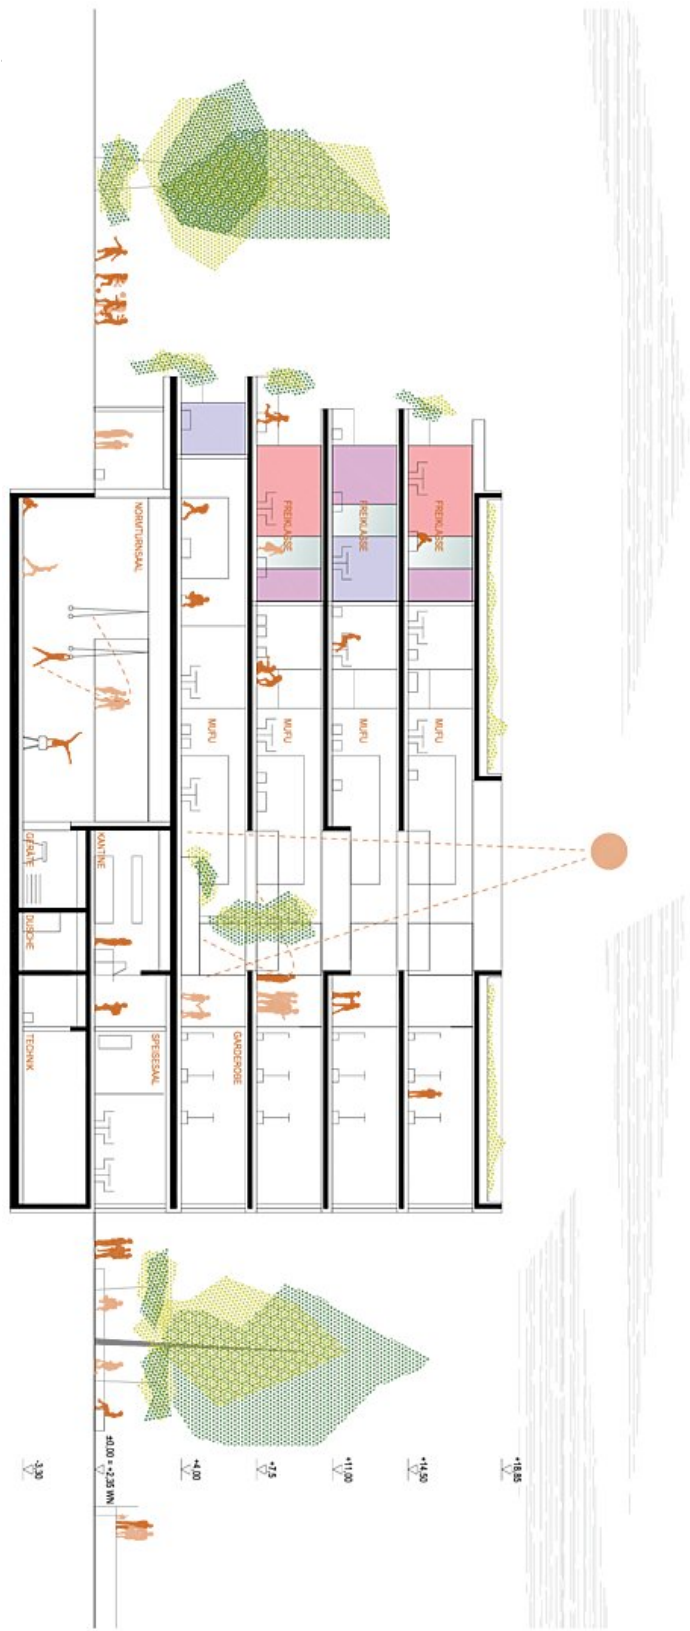 +18,85
FREIKLASSE
MUFU
+14,50
FREIKLASSE
MUFU
+11,00
FREIKLASSE
MUFU
+7,5
MUFU
GARDEROBE
+4,00
NORMTURNSAAL
KANTINE
SPEISESAAL
±0,00 = +2,35 WN
GERÄTE
DUSCHE
TECHNIK
-3,30